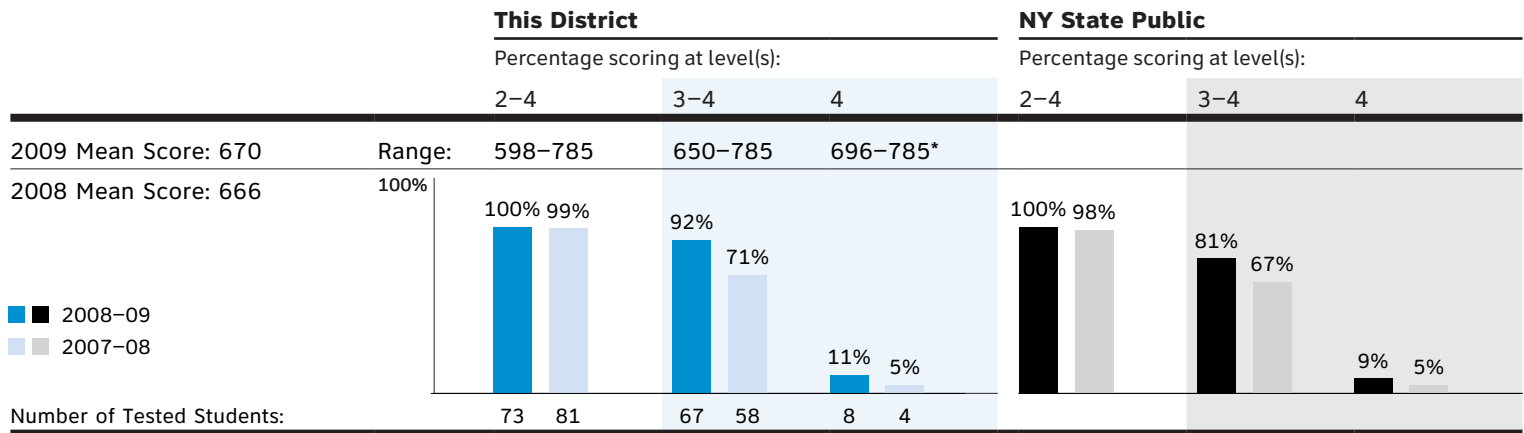 This District NY State Public
Percentage scoring at level(s): Percentage scoring at level(s):
2–4 3–4 4 2–4 3–4 4
2009 Mean Score: 670 Range: 598–785 650–785 696–785*
2008 Mean Score: 666 100%
100% 99% 92% 71% 11% 5% 100% 98% 81% 67% 9% 5%
2008–09
2007–08
Number of Tested Students: 73 81 67 58 8 4